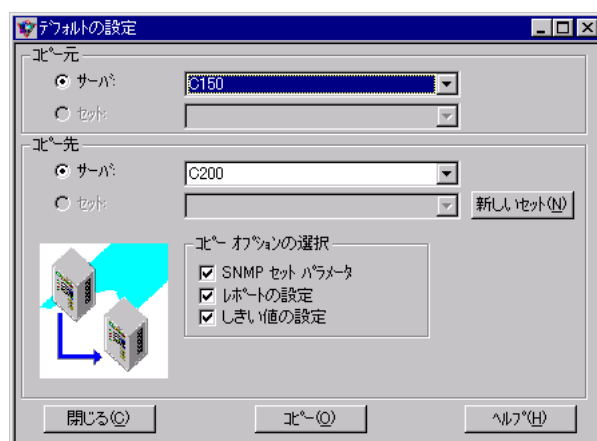 デフォルトの設定
コピー元
サーバ:
C150
セット:
コピー先
サーバ:
C200
セット:
新しいセット(N)
コピー オプションの選択
SNMP セット パラメータ
レポートの設定
しきい値の設定
閉じる(C)
コピー(O)
ヘルプ(H)